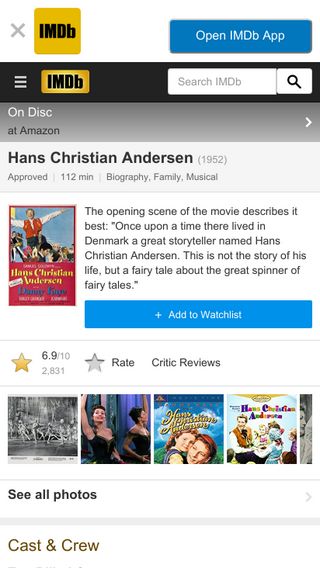 IMDb
Open IMDb App
IMDb
Search IMDb
On Disc
at Amazon
Hans Christian Andersen (1952)
Approved | 112 min | Biography, Family, Musical
Hans Christian
Andersen
Danny Kaye
The opening scene of the movie describes it
best: "Once upon a time there lived in
Denmark a great storyteller named Hans
Christian Andersen. This is not the story of his
life, but a fairy tale about the great spinner of
fairy tales."
+ Add to Watchlist
6.9/10
2,831
Rate
Critic Reviews
Hans Christian
Andersen
Hans Christian
Andersen
See all photos
Cast & Crew